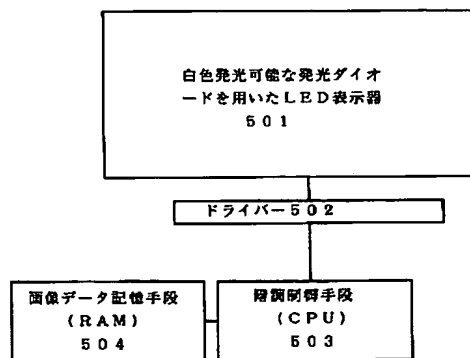 白色発光可能な発光ダイオ
ードを用いたLED表示器
501
ドライバー502
画像データ記憶手段
(RAM)
504
階調制御手段
(CPU)
503